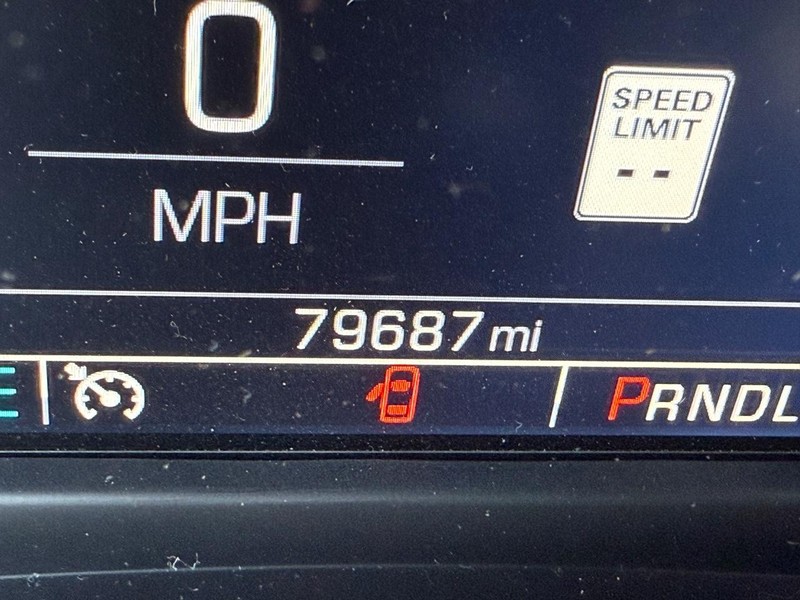 0
SPEED
LIMIT
- -
MPH
79687 mi
E PRNDL